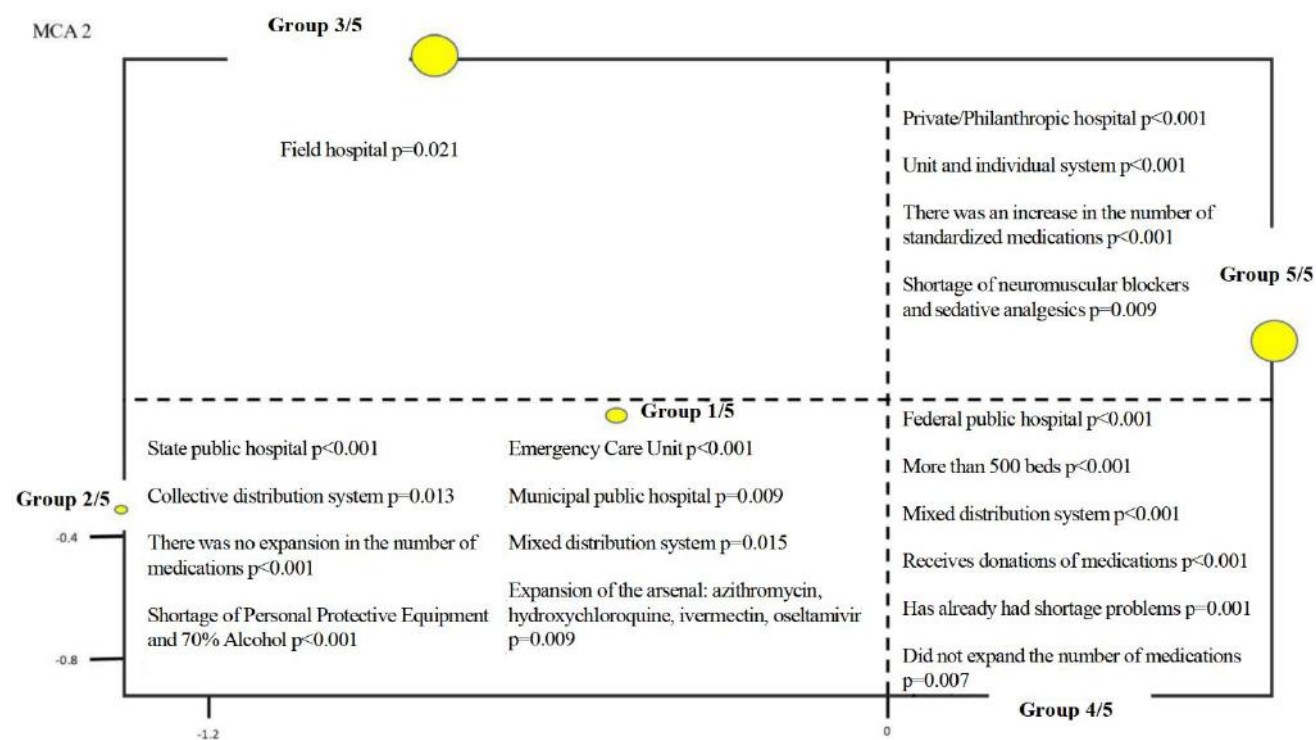 MCA 2
Group 3/5
Field hospital p=0.021
Private/Philanthropic hospital p<0.001
Unit and individual system p<0.001
There was an increase in the number of
standardized medications p<0.001
Shortage of neuromuscular blockers
and sedative analgesics p=0.009
Group 5/5
Group 1/5
State public hospital p<0.001
Collective distribution system p=0.013
There was no expansion in the number of
medications p<0.001
Shortage of Personal Protective Equipment
and 70% Alcohol p<0.001
Group 2/5
Emergency Care Unit p<0.001
Municipal public hospital p=0.009
Mixed distribution system p=0.015
Expansion of the arsenal: azithromycin,
hydroxychloroquine, ivermectin, oseltamivir
p=0.009
Federal public hospital p<0.001
More than 500 beds p<0.001
Mixed distribution system p<0.001
Receives donations of medications p<0.001
Has already had shortage problems p=0.001
Did not expand the number of medications
p=0.007
Group 4/5
-0.4
-0.8
-1.2
0